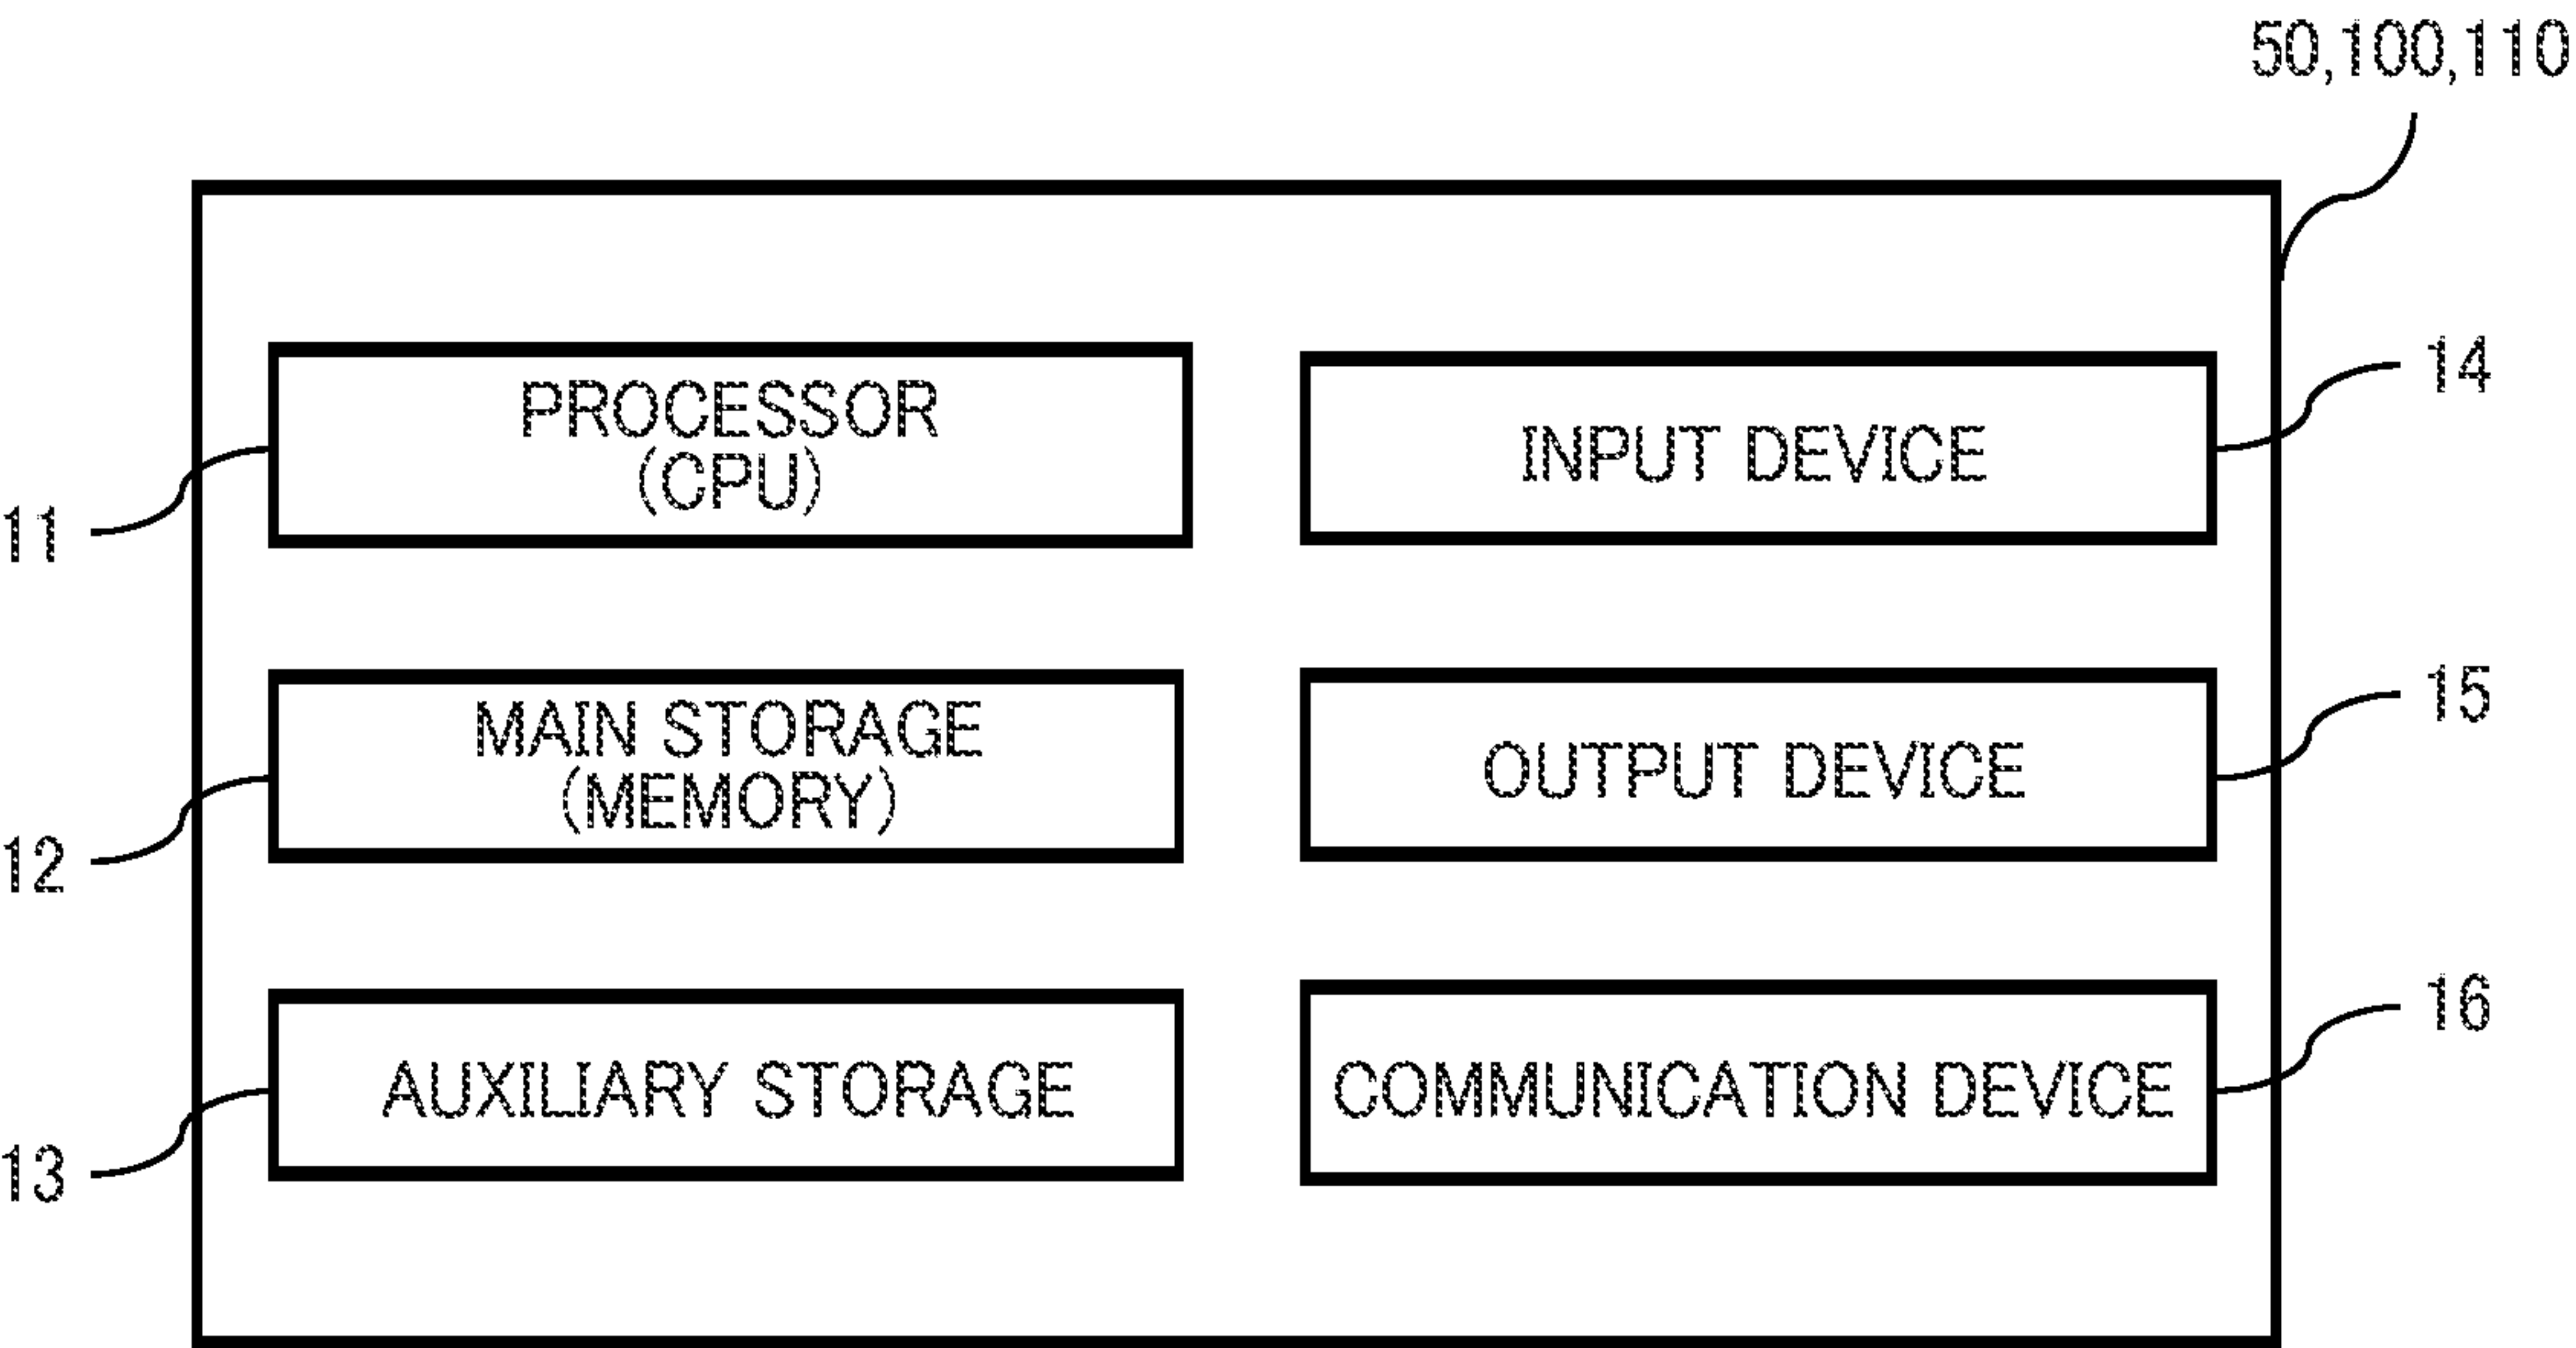 50,100,110
PROCESSOR
(CPU)
11
INPUT DEVICE
14
MAIN STORAGE
(MEMORY)
12
OUTPUT DEVICE
15
AUXILIARY STORAGE
13
COMMUNICATION DEVICE
16